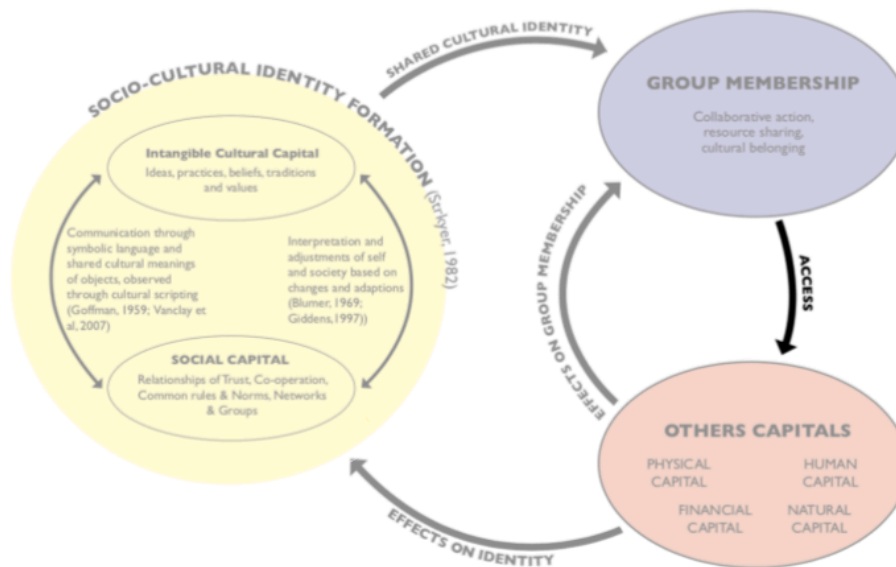 SHARED CULTURAL IDENTITY
SOCIO-CULTURAL IDENTITY FORMATION (Strkyer, 1982)
Intangible Cultural Capital
Ideas, practices, beliefs, traditions
and values
Communication through
symbolic language and
shared cultural meanings
of objects, observed
through cultural scripting
(Goffman, 1959; Vanclay et
al, 2007)
Interpretation and
adjustments of self
and society based on
changes and adaptions
(Blumer, 1969;
Giddens,1997))
SOCIAL CAPITAL
Relationships of Trust, Co-operation,
Common rules & Norms, Networks
& Groups
GROUP MEMBERSHIP
Collaborative action,
resource sharing,
cultural belonging
EFFECTS ON GROUP MEMBERSHIP
ACCESS
OTHERS CAPITALS
PHYSICAL
CAPITAL
HUMAN
CAPITAL
FINANCIAL
CAPITAL
NATURAL
CAPITAL
EFFECTS ON IDENTITY